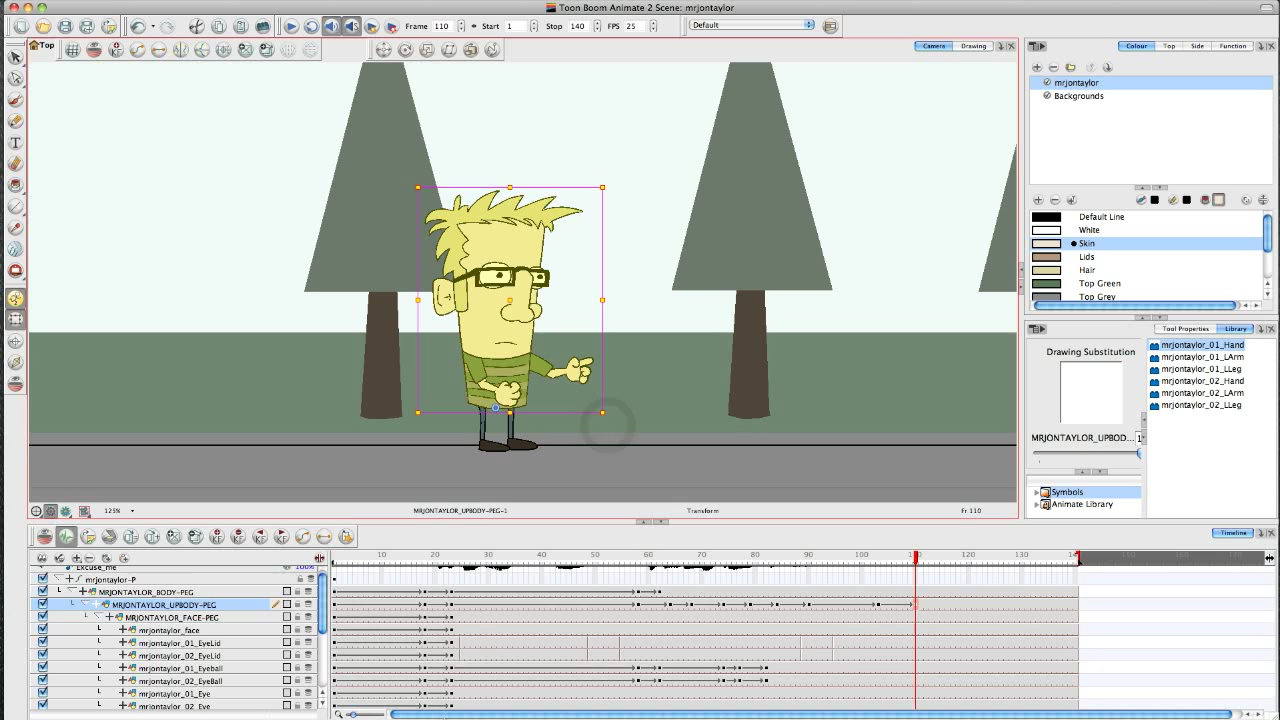 Toon Boom Animate 2 Scene: mrjontaylor
Frame 110 Start 1 Stop 140 FPS 25 Default
Top
Camera Drawing
Colour Top Side Function
mrjontaylor
Backgrounds
Default Line
White
Skin
Lids
Hair
Top Green
Top Grey
Tool Properties Library
Drawing Substitution
MRJONTAYLOR_UPBOD... 1
mrjontaylor_01_Hand
mrjontaylor_01_LArm
mrjontaylor_01_LLeg
mrjontaylor_02_Hand
mrjontaylor_02_LArm
mrjontaylor_02_LLeg
Symbols
Animate Library
125% MRJONTAYLOR_UPBODY-PEG-1 Transform Fr 110
Timeline
10 20 30 40 50 60 70 80 90 100 110 120 130
excuse_me 100%
mrjontaylor-P
MRJONTAYLOR_BODY-PEG
MRJONTAYLOR_UPBODY-PEG
MRJONTAYLOR_FACE-PEG
mrjontaylor_face
mrjontaylor_01_EyeLid
mrjontaylor_02_EyeLid
mrjontaylor_01_EyeBall
mrjontaylor_02_EyeBall
mrjontaylor_01_Eye
mrjontaylor_02_Eye